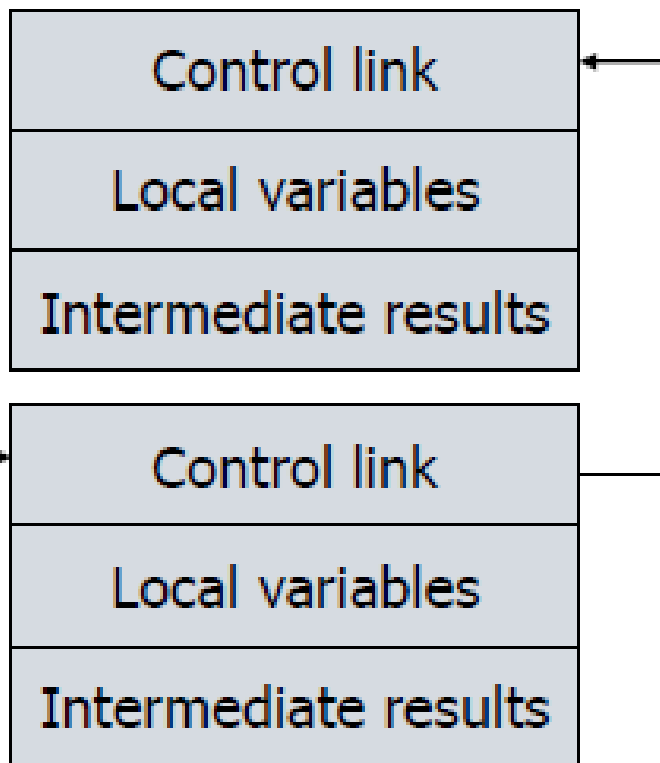 Control link
Local variables
Intermediate results
Control link
Local variables
Intermediate results